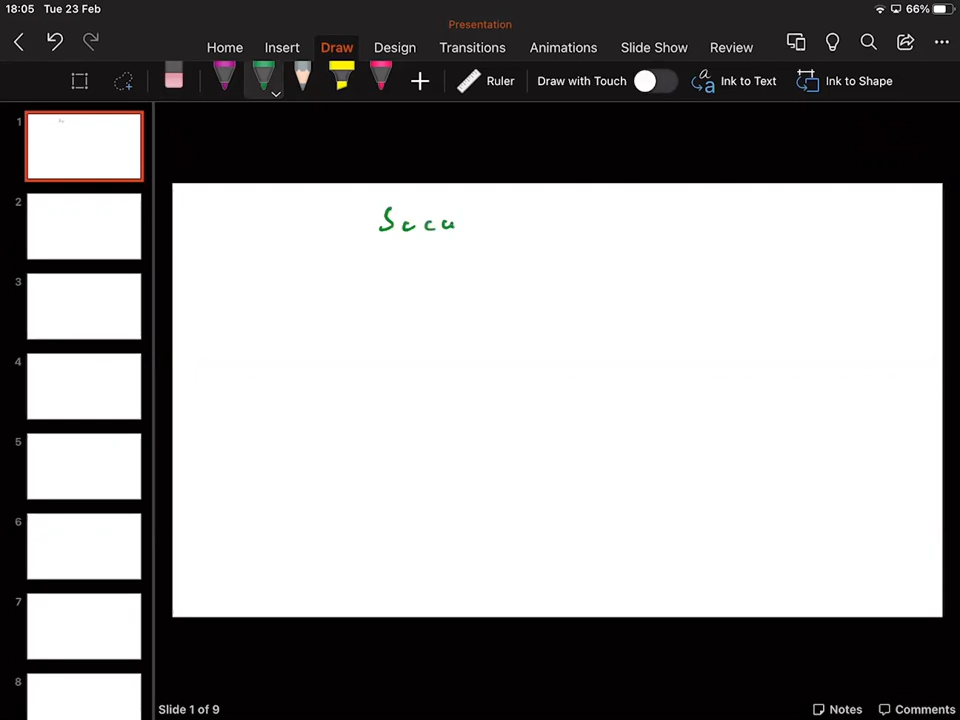 18:05 Tue 23 Feb 66%
Presentation
Home Insert Draw Design Transitions Animations Slide Show Review
+ Ruler Draw with Touch Ink to Text Ink to Shape
1
2
3
4
5
6
7
8
Slide 1 of 9 Notes Comments